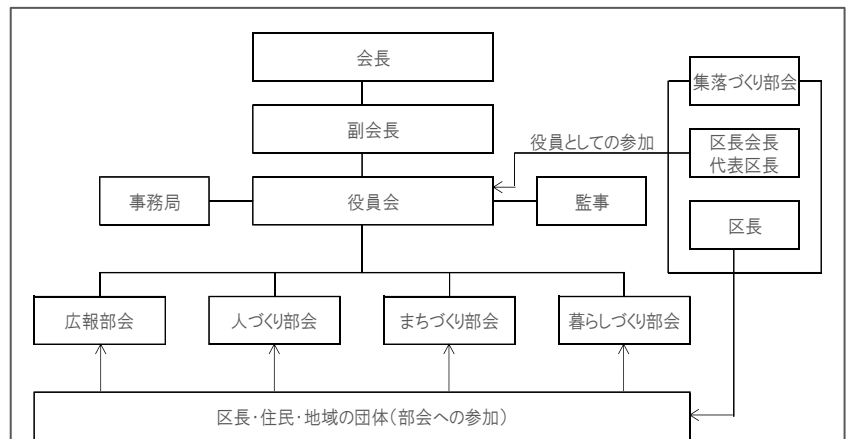 会長
集落づくり部会
副会長
役員としての参加
区長会長
代表区長
事務局
役員会
監事
区長
広報部会
人づくり部会
まちづくり部会
暮らしづくり部会
区長・住民・地域の団体(部会への参加)